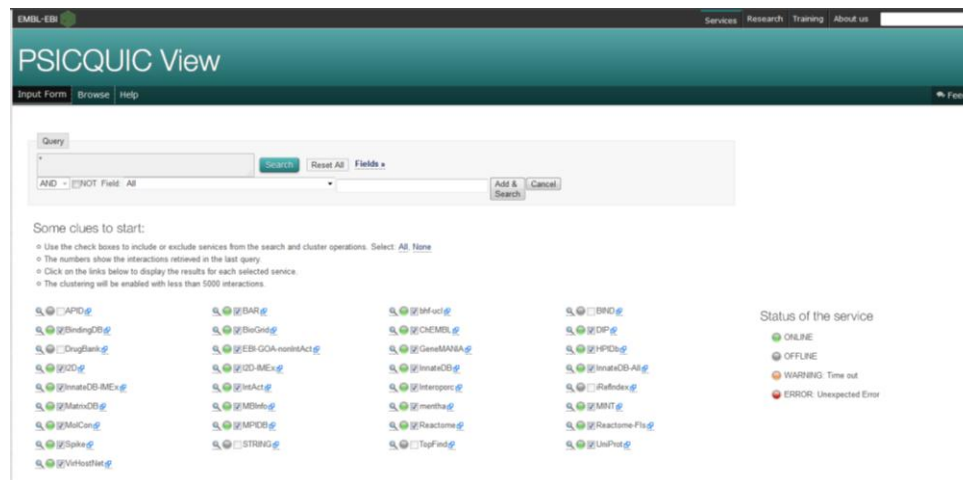 EMBL-EBI
Services Research Training About us
PSICQUIC View
Input Form Browse Help
Fee
Query
*
Search Reset All Fields »
AND NOT Field: All Add & Search Cancel
Some clues to start:
Use the check boxes to include or exclude services from the search and cluster operations. Select: All, None
The numbers show the interactions retrieved in the last query.
Click on the links below to display the results for each selected service.
The clustering will be enabled with less than 5000 interactions.
APID BAR bhf-ucl BIND
BindingDB BioGrid ChEMBL DIP
DrugBank EBI-GOA-nonIntAct GeneMANIA HPIDb
I2D I2D-IMEx InnateDB InnateDB-All
InnateDB-IMEx IntAct Interoporc iRefIndex
MatrixDB MBInfo mentha MINT
MolCon MPIDB Reactome Reactome-FIs
Spike STRING TopFind UniProt
VirHostNet
Status of the service
ONLINE
OFFLINE
WARNING: Time out
ERROR: Unexpected Error